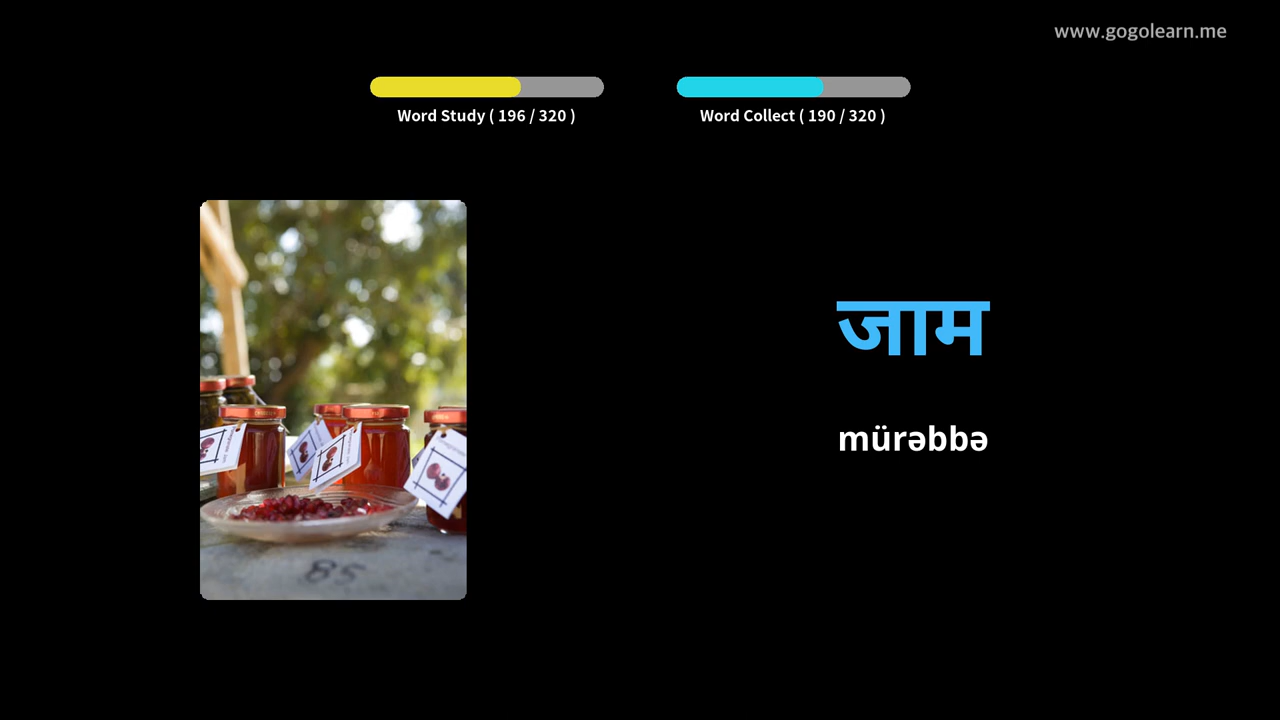 www.gogolearn.me
Word Study ( 196 / 320 )
Word Collect ( 190 / 320 )
जाम
mürəbbə
85